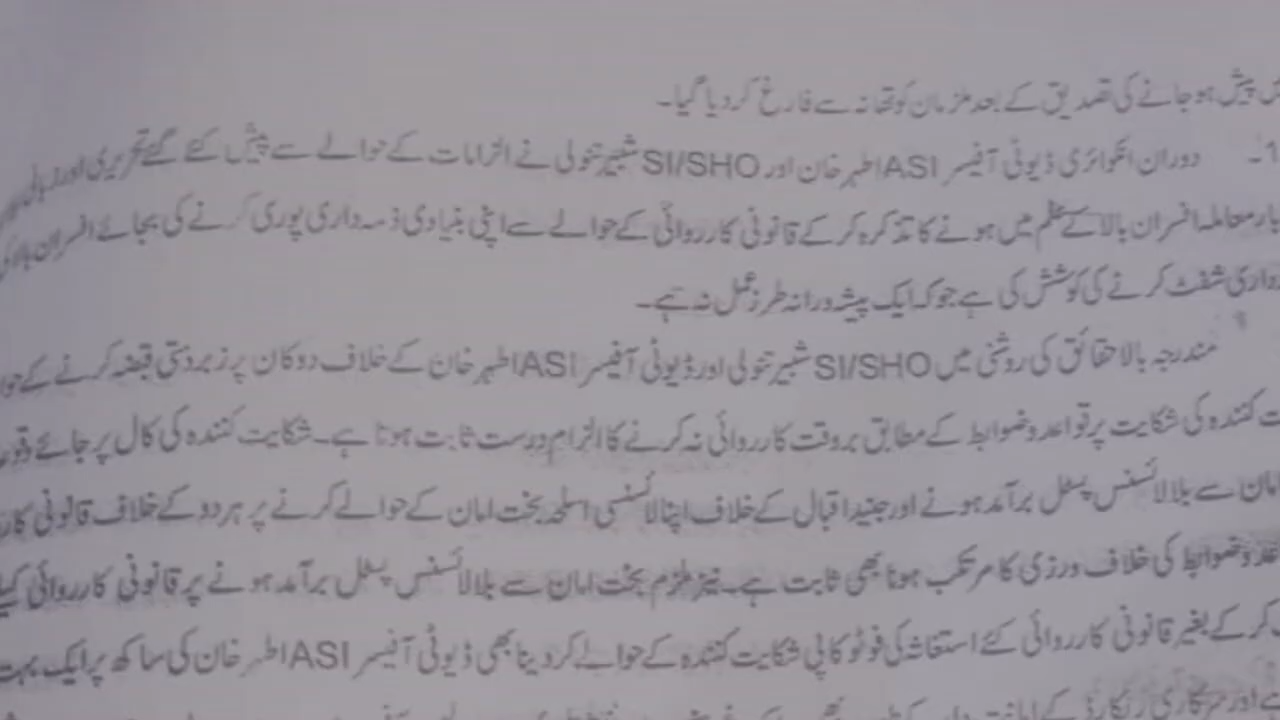 پیش ہو جانے کی تصدیق کے بعد ملزمان کو تھانہ سے فارغ کر دیا گیا۔
دوران انکوائری ڈیوٹی آفیسر ASI اطہر خان اور SI/SHO شبیر تنولی نے الزامات کے حوالے سے پیش کئے گئے تحریری اور زبانی
معاملہ افسران بالا کے علم میں ہونے کا تذکرہ کر کے قانونی کارروائی کے حوالے سے اپنی بنیادی ذمہ داری پوری کرنے کی بجائے افسران بالا
شفٹ کرنے کی کوشش کی ہے جو کہ ایک پیشہ ورانہ طرز عمل نہ ہے۔
مندرجہ بالا حقائق کی روشنی میں SI/SHO شبیر تنولی اور ڈیوٹی آفیسر ASI اطہر خان کے خلاف دوکان پر زبردستی قبضہ کرنے کے
کنندہ کی شکایت پر قواعد و ضوابط کے مطابق بروقت کارروائی نہ کرنے کا الزام درست ثابت ہوتا ہے۔ شکایت کنندہ کی کال پر جائے
امان سے بلا لائسنس پسٹل برآمد ہونے اور جنید اقبال کے خلاف اپنا لائسنسی اسلحہ بخت امان کے حوالے کرنے پر ہر دو کے خلاف قانونی
و ضوابط کی خلاف ورزی کا مرتکب ہونا بھی ثابت ہے۔ نیز ملزم بخت امان سے بلا لائسنس پسٹل برآمد ہونے پر قانونی کارروائی
کر کے بغیر قانونی کارروائی کئے استغاثہ کی فوٹو کاپی شکایت کنندہ کے حوالے کر دینا بھی ڈیوٹی آفیسر ASI اطہر خان کی ساکھ پر ایک بہت
اور سرکاری ریکارڈ کے